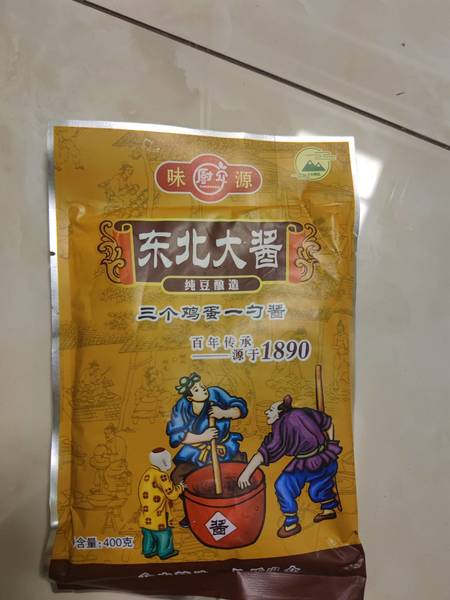 味 厨立 源
东北大酱
纯豆酿造
三个鸡蛋一勺酱
百年传承
——源于1890
酱
含量:400克